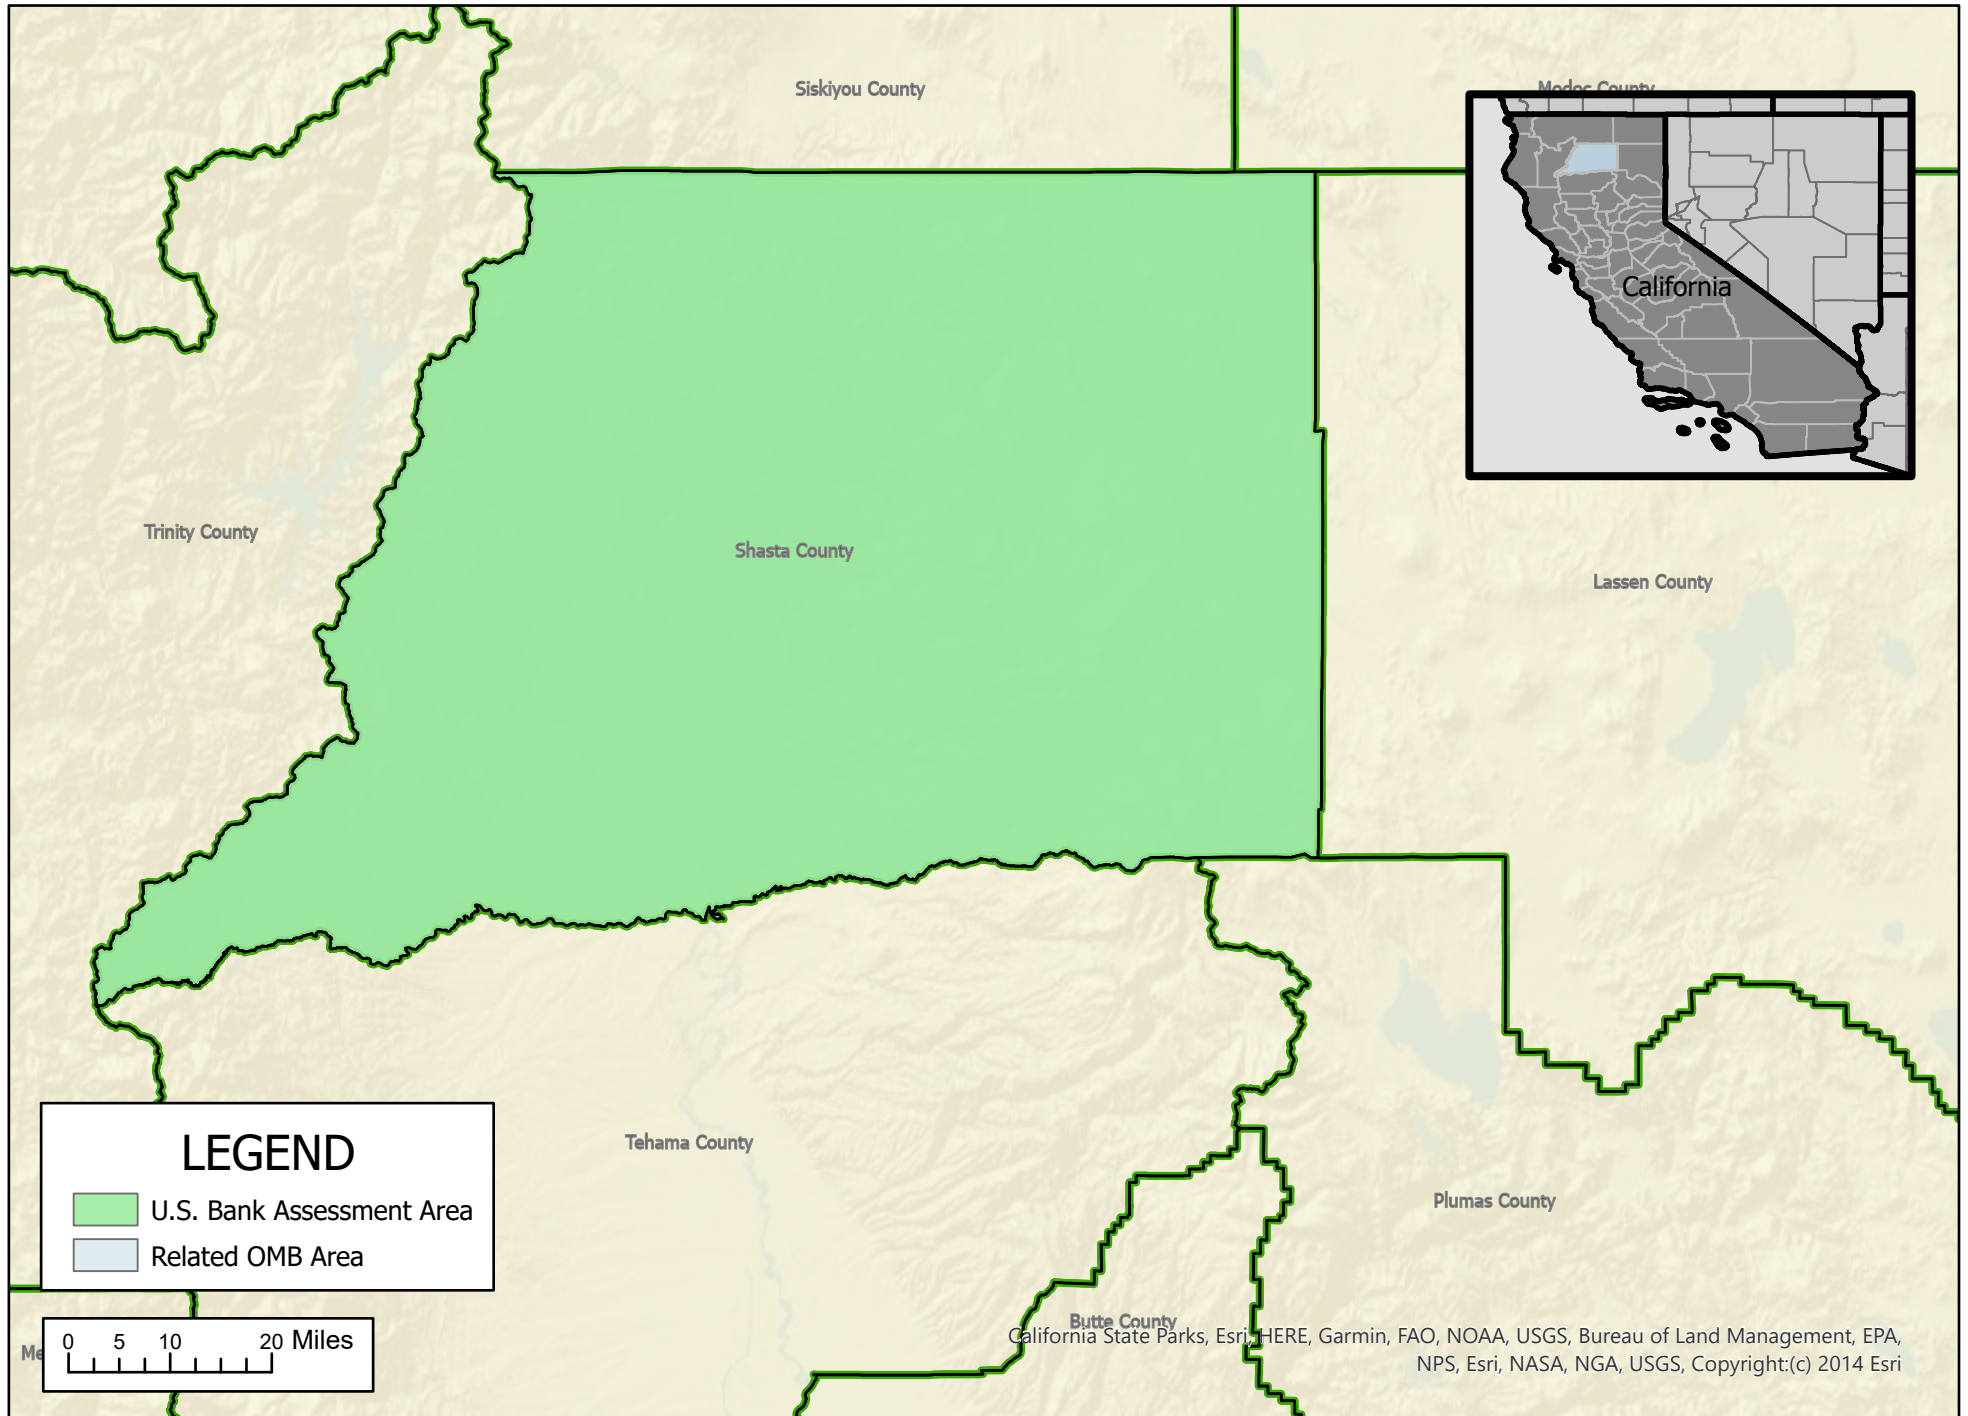 Siskiyou County
Modoc County
California
Trinity County
Shasta County
Lassen County
LEGEND
U.S. Bank Assessment Area
Related OMB Area
Tehama County
Plumas County
Butte County
0 5 10 20 Miles
Me
California State Parks, Esri, HERE, Garmin, FAO, NOAA, USGS, Bureau of Land Management, EPA,
NPS, Esri, NASA, NGA, USGS, Copyright:(c) 2014 Esri